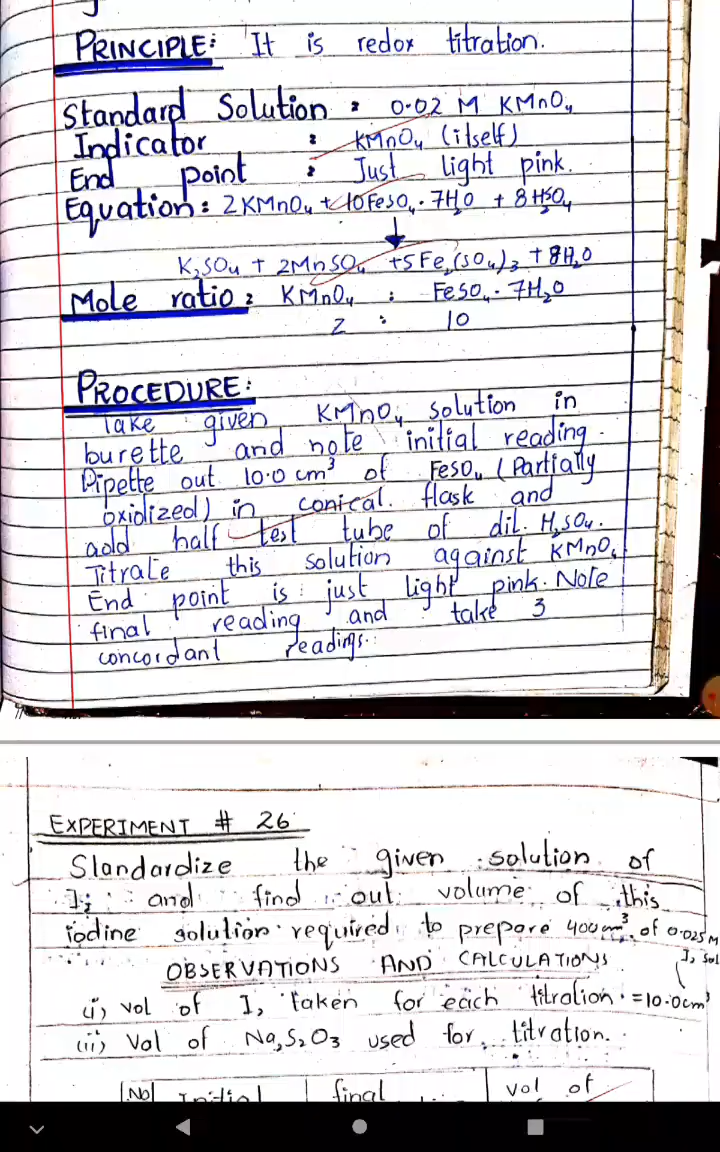 PRINCIPLE: It is redox titration.
Standard Solution : 0.02 M KMnO₄
Indicator : KMnO₄ (itself)
End point : Just light pink.
Equation: 2KMnO₄ + 10FeSO₄·7H₂O + 8H₂SO₄
↓
K₂SO₄ + 2MnSO₄ + 5Fe₂(SO₄)₃ + 8H₂O
Mole ratio: KMnO₄ : FeSO₄·7H₂O
2 : 10
PROCEDURE:
Take given KMnO₄ solution in
burette and note initial reading.
Pipette out 10.0 cm³ of FeSO₄ (Partially
oxidized) in conical flask and
add half test tube of dil. H₂SO₄.
Titrate this solution against KMnO₄
End point is just light pink. Note
final reading and take 3
concordant readings.
EXPERIMENT # 26
Standardize the given solution of
I₂ and find out volume of this
iodine solution required to prepare 400cm³ of 0.025M
I₂ sol
OBSERVATIONS AND CALCULATIONS
(i) vol of I₂ taken for each titration = 10.0cm³
(ii) Vol of Na₂S₂O₃ used for titration.
No Initial final vol of